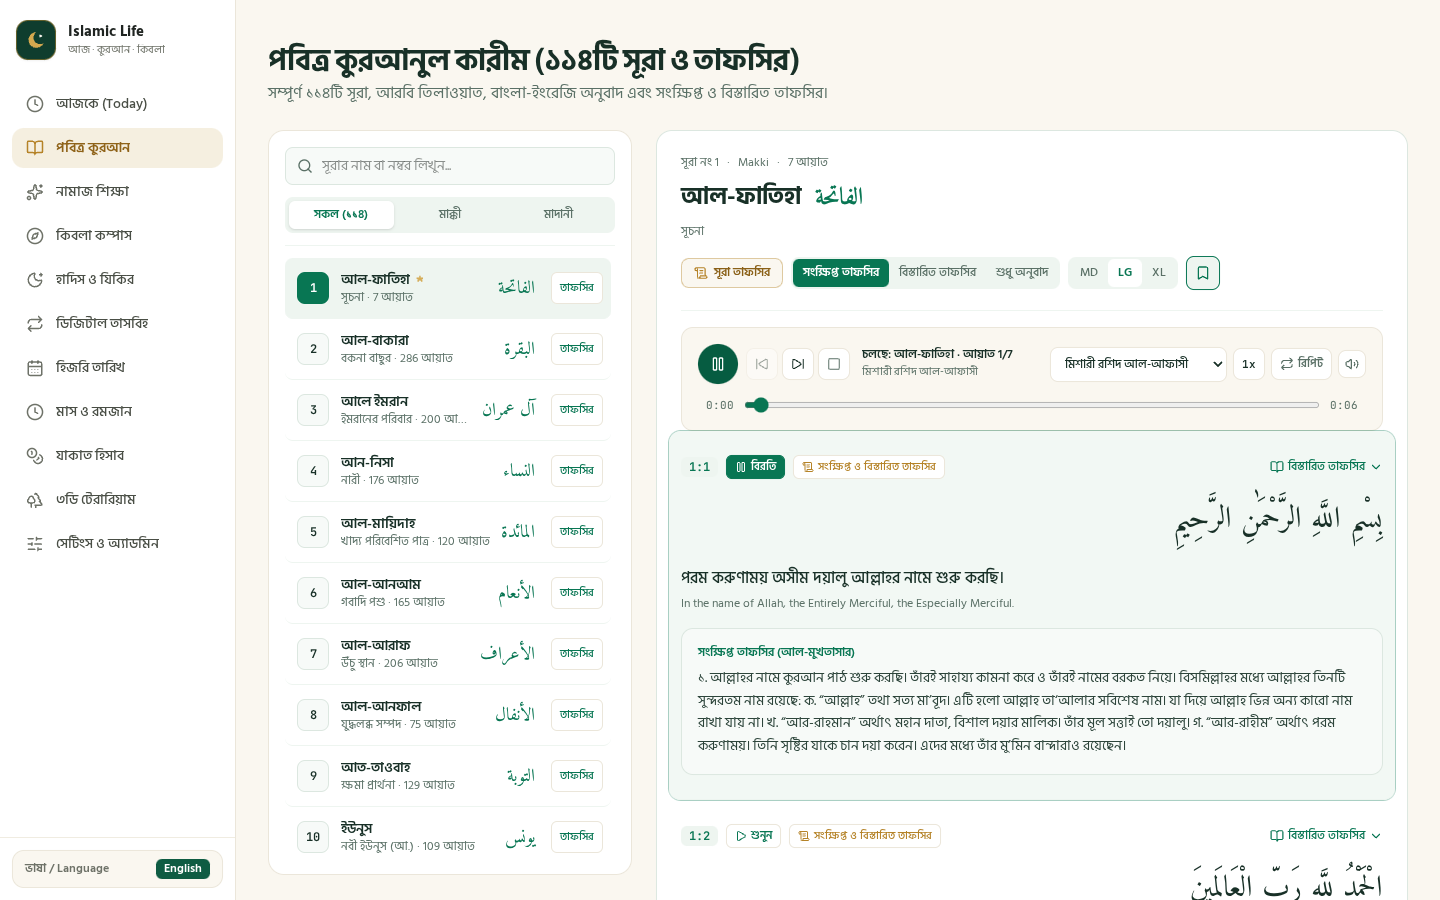 Islamic Life
আজ · কুরআন · কিবলা
আজকে (Today)
পবিত্র কুরআন
নামাজ শিক্ষা
কিবলা কম্পাস
হাদিস ও যিকির
ডিজিটাল তাসবিহ
হিজরি তারিখ
মাস ও রমজান
যাকাত হিসাব
৩ডি টেরারিয়াম
সেটিংস ও অ্যাডমিন
ভাষা / Language
English
পবিত্র কুরআনুল কারীম (১১৪টি সূরা ও তাফসির)
সম্পূর্ণ ১১৪টি সূরা, আরবি তিলাওয়াত, বাংলা-ইংরেজি অনুবাদ এবং সংক্ষিপ্ত ও বিস্তারিত তাফসির।
সূরার নাম বা নম্বর লিখুন...
সকল (১১৪) মাক্কী মাদানী
1 আল-ফাতিহা * الفاتحة তাফসির
সূচনা · 7 আয়াত
2 আল-বাকারা البقرة তাফসির
বকনা বাছুর · 286 আয়াত
3 আলে ইমরান آل عمران তাফসির
ইমরানের পরিবার · 200 আ...
4 আন-নিসা النساء তাফসির
নারী · 176 আয়াত
5 আল-মায়িদাহ المائدة তাফসির
খাদ্য পরিবেশিত পাত্র · 120 আয়াত
6 আল-আনআম الأنعام তাফসির
গবাদি পশু · 165 আয়াত
7 আল-আরাফ الأعراف তাফসির
উঁচু স্থান · 206 আয়াত
8 আল-আনফাল الأنفال তাফসির
যুদ্ধলব্ধ সম্পদ · 75 আয়াত
9 আত-তাওবাহ التوبة তাফসির
ক্ষমা প্রার্থনা · 129 আয়াত
10 ইউনুস يونس তাফসির
নবী ইউনুস (আ.) · 109 আয়াত
সূরা নং 1 · Makki · 7 আয়াত
আল-ফাতিহা الفاتحة
সূচনা
সূরা তাফসির সংক্ষিপ্ত তাফসির বিস্তারিত তাফসির শুধু অনুবাদ MD LG XL
চলছে: আল-ফাতিহা · আয়াত 1/7
মিশারী রশিদ আল-আফাসী
মিশারী রশিদ আল-আফাসী 1x রিপিট
0:00 0:06
1:1 বিরতি সংক্ষিপ্ত ও বিস্তারিত তাফসির বিস্তারিত তাফসির
بِسْمِ اللَّهِ الرَّحْمَٰنِ الرَّحِيمِ
পরম করুণাময় অসীম দয়ালু আল্লাহর নামে শুরু করছি।
In the name of Allah, the Entirely Merciful, the Especially Merciful.
সংক্ষিপ্ত তাফসির (আল-মুখতাসার)
১. আল্লাহর নামে কুরআন পাঠ শুরু করছি। তাঁরই সাহায্য কামনা করে ও তাঁরই নামের বরকত নিয়ে। বিসমিল্লাহর মধ্যে আল্লাহর তিনটি
সুন্দরতম নাম রয়েছে: ক. “আল্লাহ” তথা সত্য মা’বূদ। এটি হলো আল্লাহ তা’আলার সবিশেষ নাম। যা দিয়ে আল্লাহ ভিন্ন অন্য কারো নাম
রাখা যায় না। খ. “আর-রাহমান” অর্থাৎ মহান দাতা, বিশাল দয়ার মালিক। তাঁর মূল সত্তাই তো দয়ালু। গ. “আর-রাহীম” অর্থাৎ পরম
করুণাময়। তিনি সৃষ্টির যাকে চান দয়া করেন। এদের মধ্যে তাঁর মু’মিন বান্দারাও রয়েছেন।
1:2 শুনুন সংক্ষিপ্ত ও বিস্তারিত তাফসির বিস্তারিত তাফসির
الْحَمْدُ لِلَّهِ رَبِّ الْعَالَمِينَ